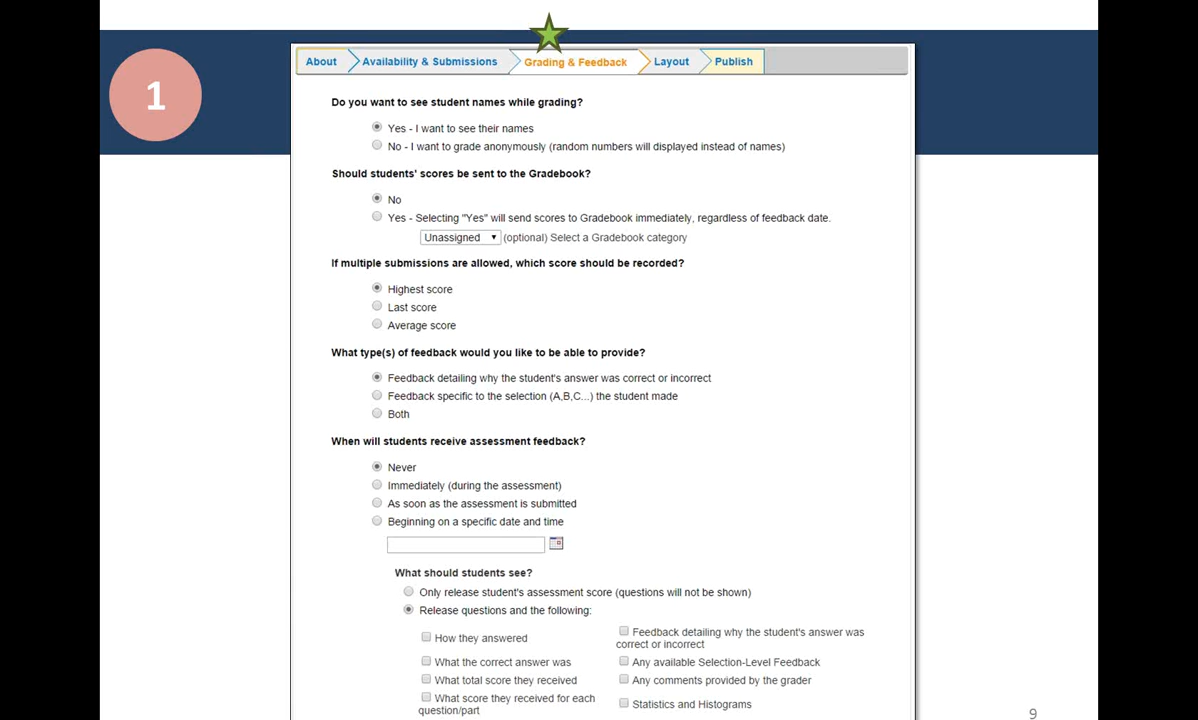 1
About
Availability & Submissions
Grading & Feedback
Layout
Publish
Do you want to see student names while grading?
Yes - I want to see their names
No - I want to grade anonymously (random numbers will displayed instead of names)
Should students' scores be sent to the Gradebook?
No
Yes - Selecting "Yes" will send scores to Gradebook immediately, regardless of feedback date.
Unassigned (optional) Select a Gradebook category
If multiple submissions are allowed, which score should be recorded?
Highest score
Last score
Average score
What type(s) of feedback would you like to be able to provide?
Feedback detailing why the student's answer was correct or incorrect
Feedback specific to the selection (A,B,C...) the student made
Both
When will students receive assessment feedback?
Never
Immediately (during the assessment)
As soon as the assessment is submitted
Beginning on a specific date and time
What should students see?
Only release student's assessment score (questions will not be shown)
Release questions and the following:
How they answered
What the correct answer was
What total score they received
What score they received for each
question/part
Feedback detailing why the student's answer was
correct or incorrect
Any available Selection-Level Feedback
Any comments provided by the grader
Statistics and Histograms
9